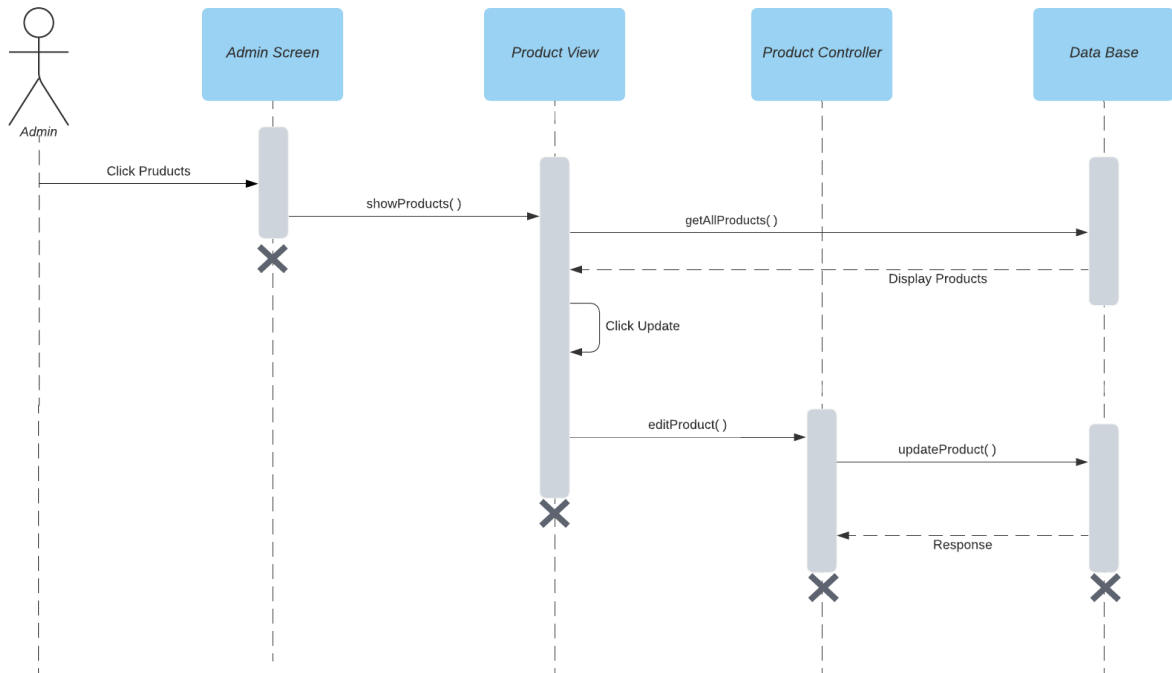 Admin Screen
Product View
Product Controller
Data Base
Admin
Click Pruducts
showProducts( )
getAllProducts( )
Display Products
Click Update
editProduct( )
updateProduct( )
Response